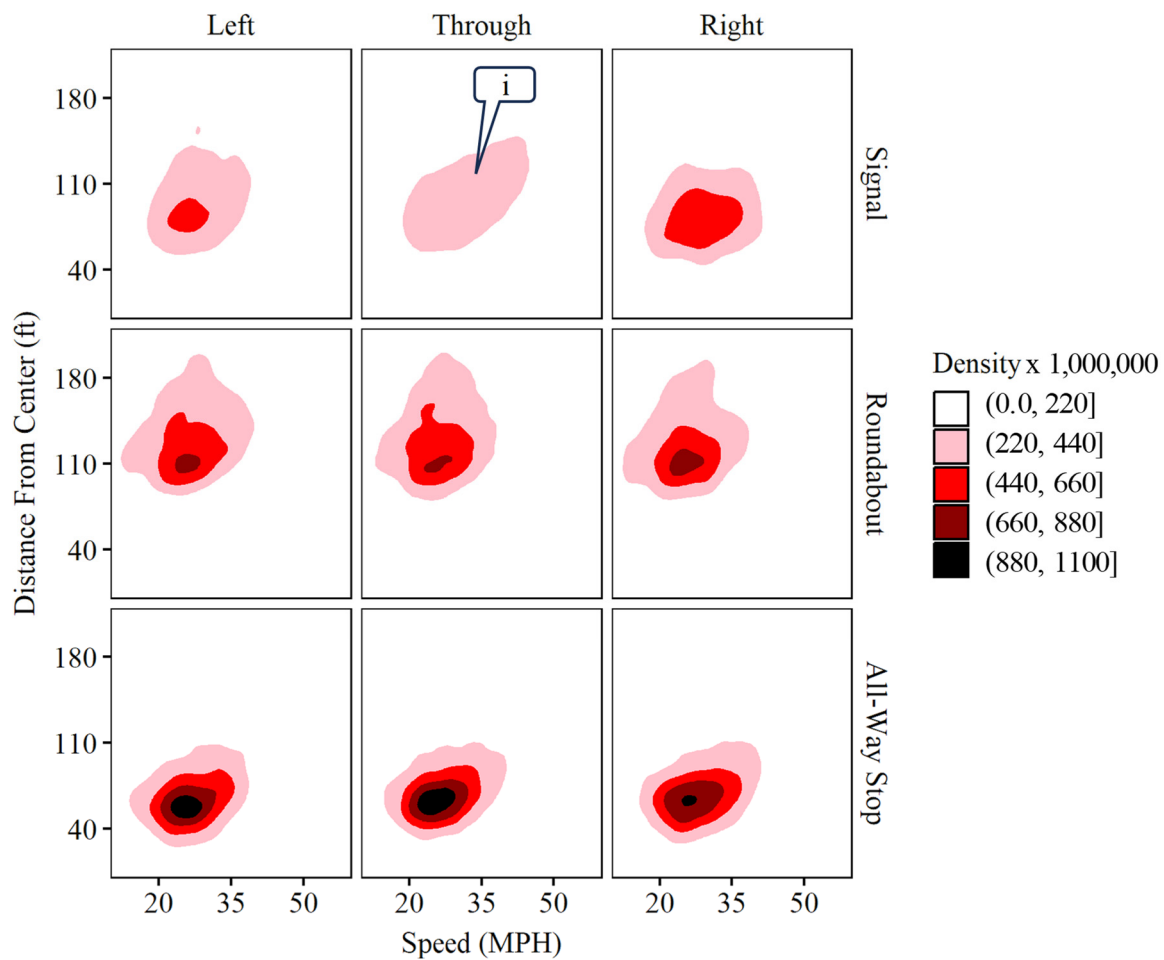 Left Through Right
i
180
110
40
Signal
180
110
40
Roundabout
180
110
40
All-Way Stop
20 35 50 20 35 50 20 35 50
Speed (MPH)
Distance From Center (ft)
Density x 1,000,000
(0.0, 220]
(220, 440]
(440, 660]
(660, 880]
(880, 1100]